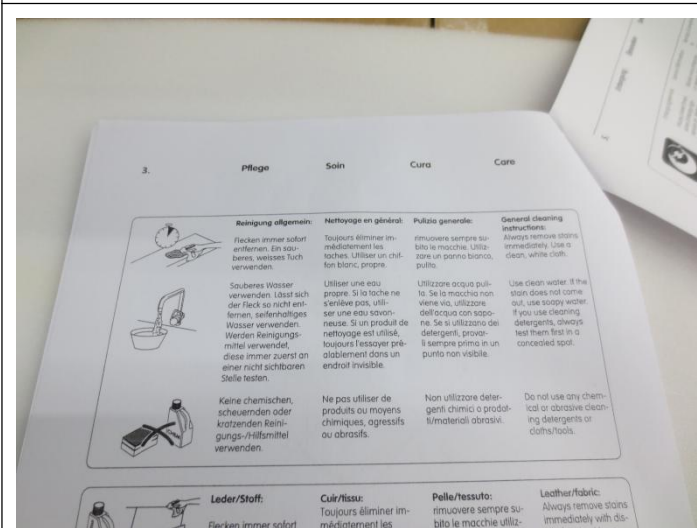 3. Pflege Soin Cura Care
Reinigung allgemein:
Flecken immer sofort
entfernen. Ein sau-
beres, weisses Tuch
verwenden.
Nettoyage en général:
Toujours éliminer im-
médiatement les
taches. Utiliser un chif-
fon blanc, propre.
Pulizia generale:
rimuovere sempre su-
bito le macchie. Utiliz-
zare un panno bianco,
pulito.
General cleaning
instructions:
Always remove stains
immediately. Use a
clean, white cloth.
Sauberes Wasser
verwenden. Lässt sich
der Fleck so nicht ent-
fernen, seifenhaltiges
Wasser verwenden.
Werden Reinigungs-
mittel verwendet,
diese immer zuerst an
einer nicht sichtbaren
Stelle testen.
Utiliser une eau
propre. Si la tache ne
s'enlève pas, utili-
ser une eau savon-
neuse. Si un produit de
nettoyage est utilisé,
toujours l'essayer pré-
alablement dans un
endroit invisible.
Utilizzare acqua puli-
ta. Se la macchia non
viene via, utilizzare
dell'acqua con sapo-
ne. Se si utilizzano dei
detergenti, provar-
li sempre prima in un
punto non visibile.
Use clean water. If the
stain does not come
out, use soapy water.
If you use cleaning
detergents, always
test them first in a
concealed spot.
Keine chemischen,
scheuernden oder
kratzenden Reini-
gungs-/Hilfsmittel
verwenden.
Ne pas utiliser de
produits ou moyens
chimiques, agressifs
ou abrasifs.
Non utilizzare deter-
genti chimici o prodot-
ti/materiali abrasivi.
Do not use any chem-
ical or abrasive clean-
ing detergents or
cloths/tools.
Leder/Stoff:
Flecken immer sofort
Cuir/tissu:
Toujours éliminer im-
médiatement les
Pelle/tessuto:
rimuovere sempre su-
bito le macchie utiliz-
Leather/fabric:
Always remove stains
immediately with dis-